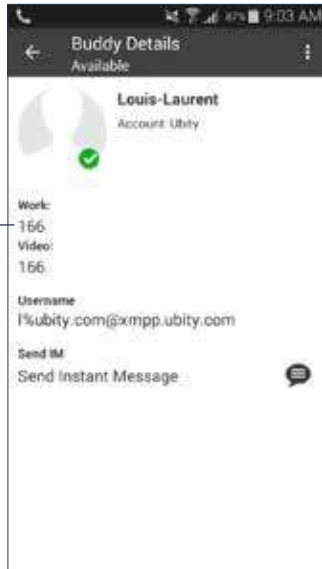 9:03 AM
Buddy Details
Available
Louis-Laurent
Account: Ubity
Work:
166
Video:
166
Username
l%ubity.com@xmpp.ubity.com
Send IM
Send Instant Message